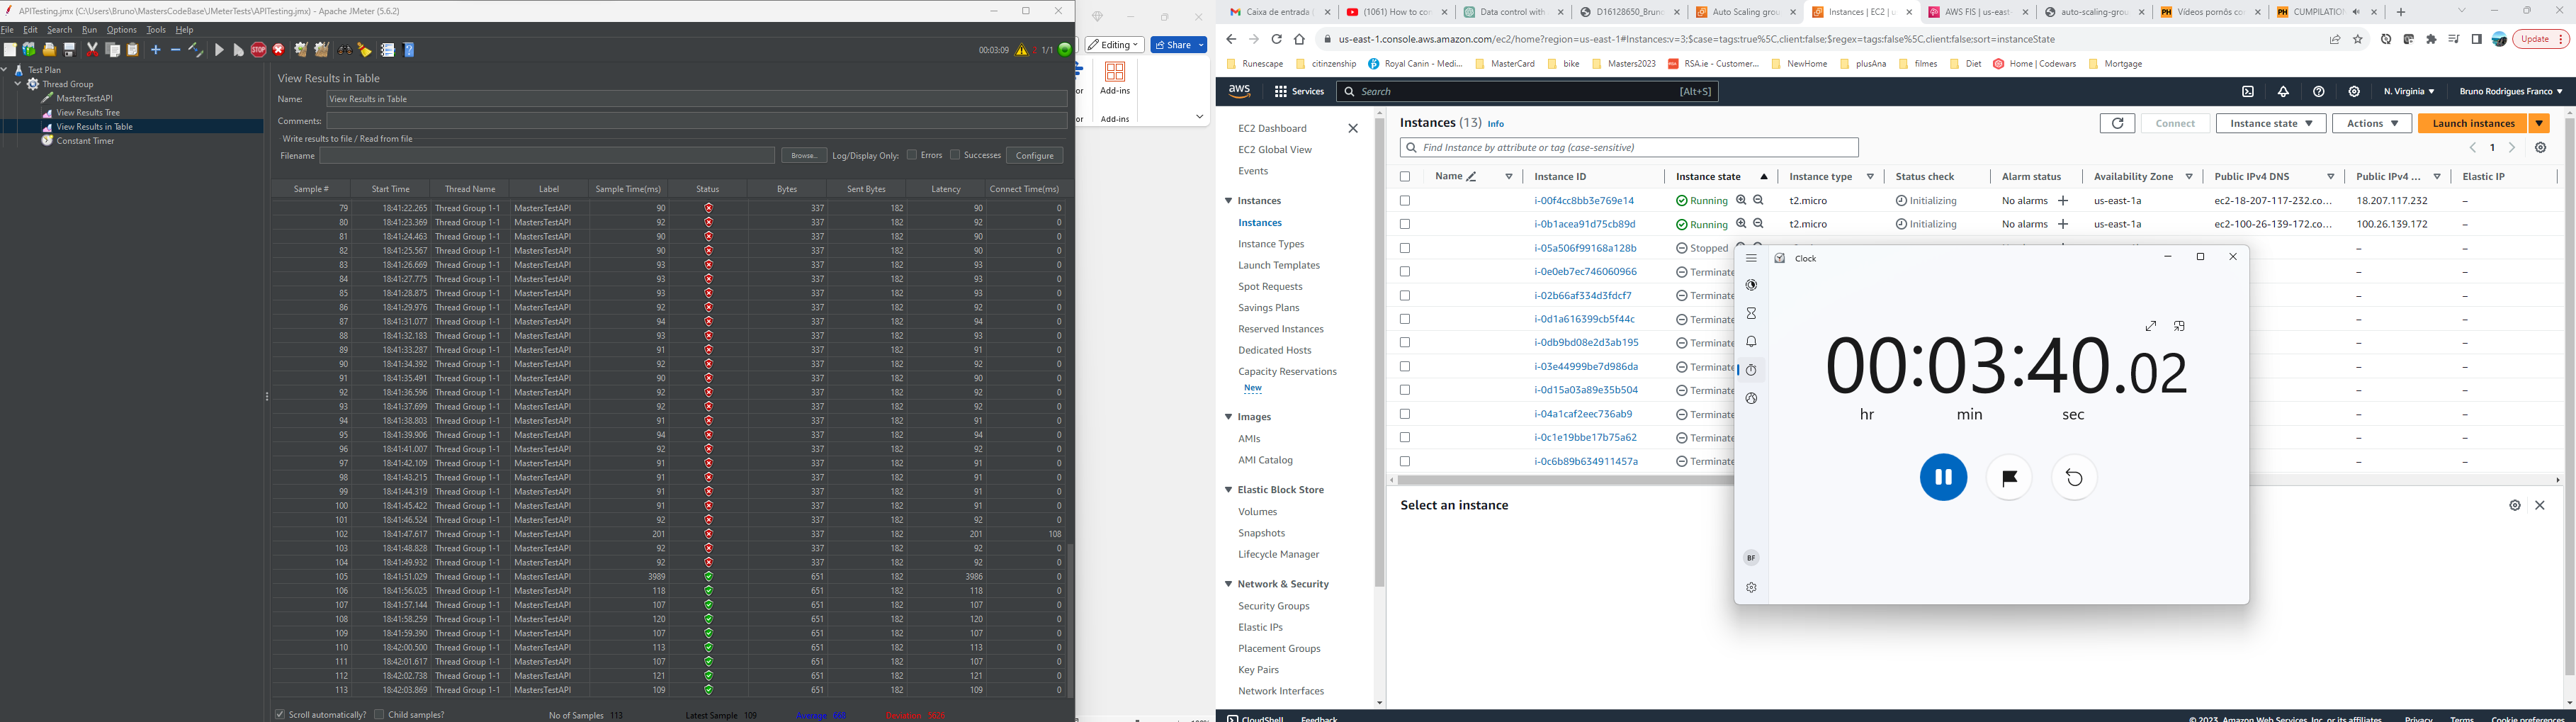 APITesting.jmx (C:\Users\Bruno\MastersCodeBase\JMeterTests\APITesting.jmx) - Apache JMeter (5.6.2)
File Edit Search Run Options Tools Help
00:03:09 1/1
Test Plan
Thread Group
MastersTestAPI
View Results Tree
View Results in Table
Constant Timer
View Results in Table
Name: View Results in Table
Comments:
Write results to file / Read from file
Filename Browse... Log/Display Only: Errors Successes Configure
Sample # Start Time Thread Name Label Sample Time(ms) Status Bytes Sent Bytes Latency Connect Time(ms)
79 18:41:22.265 Thread Group 1-1 MastersTestAPI 90 337 182 90 0
80 18:41:23.369 Thread Group 1-1 MastersTestAPI 92 337 182 92 0
81 18:41:24.463 Thread Group 1-1 MastersTestAPI 90 337 182 90 0
82 18:41:25.567 Thread Group 1-1 MastersTestAPI 90 337 182 90 0
83 18:41:26.669 Thread Group 1-1 MastersTestAPI 93 337 182 93 0
84 18:41:27.775 Thread Group 1-1 MastersTestAPI 93 337 182 93 0
85 18:41:28.875 Thread Group 1-1 MastersTestAPI 93 337 182 93 0
86 18:41:29.976 Thread Group 1-1 MastersTestAPI 92 337 182 92 0
87 18:41:31.077 Thread Group 1-1 MastersTestAPI 94 337 182 94 0
88 18:41:32.183 Thread Group 1-1 MastersTestAPI 93 337 182 93 0
89 18:41:33.287 Thread Group 1-1 MastersTestAPI 91 337 182 91 0
90 18:41:34.392 Thread Group 1-1 MastersTestAPI 92 337 182 92 0
91 18:41:35.491 Thread Group 1-1 MastersTestAPI 90 337 182 90 0
92 18:41:36.596 Thread Group 1-1 MastersTestAPI 92 337 182 92 0
93 18:41:37.699 Thread Group 1-1 MastersTestAPI 92 337 182 92 0
94 18:41:38.803 Thread Group 1-1 MastersTestAPI 91 337 182 91 0
95 18:41:39.906 Thread Group 1-1 MastersTestAPI 94 337 182 94 0
96 18:41:41.007 Thread Group 1-1 MastersTestAPI 92 337 182 92 0
97 18:41:42.109 Thread Group 1-1 MastersTestAPI 91 337 182 91 0
98 18:41:43.215 Thread Group 1-1 MastersTestAPI 91 337 182 91 0
99 18:41:44.319 Thread Group 1-1 MastersTestAPI 91 337 182 91 0
100 18:41:45.422 Thread Group 1-1 MastersTestAPI 91 337 182 91 0
101 18:41:46.524 Thread Group 1-1 MastersTestAPI 92 337 182 92 0
102 18:41:47.617 Thread Group 1-1 MastersTestAPI 201 337 182 201 108
103 18:41:48.828 Thread Group 1-1 MastersTestAPI 92 337 182 92 0
104 18:41:49.932 Thread Group 1-1 MastersTestAPI 92 337 182 92 0
105 18:41:51.029 Thread Group 1-1 MastersTestAPI 3989 651 182 3986 0
106 18:41:56.025 Thread Group 1-1 MastersTestAPI 118 651 182 118 0
107 18:41:57.144 Thread Group 1-1 MastersTestAPI 107 651 182 107 0
108 18:41:58.259 Thread Group 1-1 MastersTestAPI 120 651 182 120 0
109 18:41:59.390 Thread Group 1-1 MastersTestAPI 107 651 182 107 0
110 18:42:00.500 Thread Group 1-1 MastersTestAPI 113 651 182 113 0
111 18:42:01.617 Thread Group 1-1 MastersTestAPI 107 651 182 107 0
112 18:42:02.738 Thread Group 1-1 MastersTestAPI 121 651 182 121 0
113 18:42:03.869 Thread Group 1-1 MastersTestAPI 109 651 182 109 0
Scroll automatically? Child samples? No of Samples 113 Latest Sample 109 Average 668 Deviation 5626
Editing Share
Add-ins
Add-ins
Caixa de entrada (1061) How to co Data control with D16128650_Bruno Auto Scaling grou Instances | EC2 | u AWS FIS | us-east- auto-scaling-grou Vídeos pornôs co CUMPILATION
us-east-1.console.aws.amazon.com/ec2/home?region=us-east-1#Instances:v=3;$case=tags:true%5C,client:false;$regex=tags:false%5C,client:false;sort=instanceState Update
Runescape citinzenship Royal Canin - Medi... MasterCard bike Masters2023 RSA.ie - Customer... NewHome plusAna filmes Diet Home | Codewars Mortgage
aws Services Search [Alt+S] N. Virginia Bruno Rodrigues Franco
EC2 Dashboard
EC2 Global View
Events
Instances
Instances
Instance Types
Launch Templates
Spot Requests
Savings Plans
Reserved Instances
Dedicated Hosts
Capacity Reservations
New
Images
AMIs
AMI Catalog
Elastic Block Store
Volumes
Snapshots
Lifecycle Manager
Network & Security
Security Groups
Elastic IPs
Placement Groups
Key Pairs
Network Interfaces
Instances (13) Info Connect Instance state Actions Launch instances
Find Instance by attribute or tag (case-sensitive) 1
Name Instance ID Instance state Instance type Status check Alarm status Availability Zone Public IPv4 DNS Public IPv4 ... Elastic IP
i-00f4cc8bb3e769e14 Running t2.micro Initializing No alarms + us-east-1a ec2-18-207-117-232.co... 18.207.117.232 –
i-0b1acea91d75cb89d Running t2.micro Initializing No alarms + us-east-1a ec2-100-26-139-172.co... 100.26.139.172 –
i-05a506f99168a128b Stopped – –
i-0e0eb7ec746060966 Terminate – –
i-02b66af334d3fdcf7 Terminate – –
i-0d1a616399cb5f44c Terminate – –
i-0db9bd08e2d3ab195 Terminate – –
i-03e44999be7d986da Terminate – –
i-0d15a03a89e35b504 Terminate – –
i-04a1caf2eec736ab9 Terminate – –
i-0c1e19bbe17b75a62 Terminate – –
i-0c6b89b634911457a Terminate – –
Select an instance
Clock
00:03:40.02
hr min sec
BF
CloudShell Feedback © 2023, Amazon Web Services, Inc. or its affiliates. Privacy Terms Cookie preferences